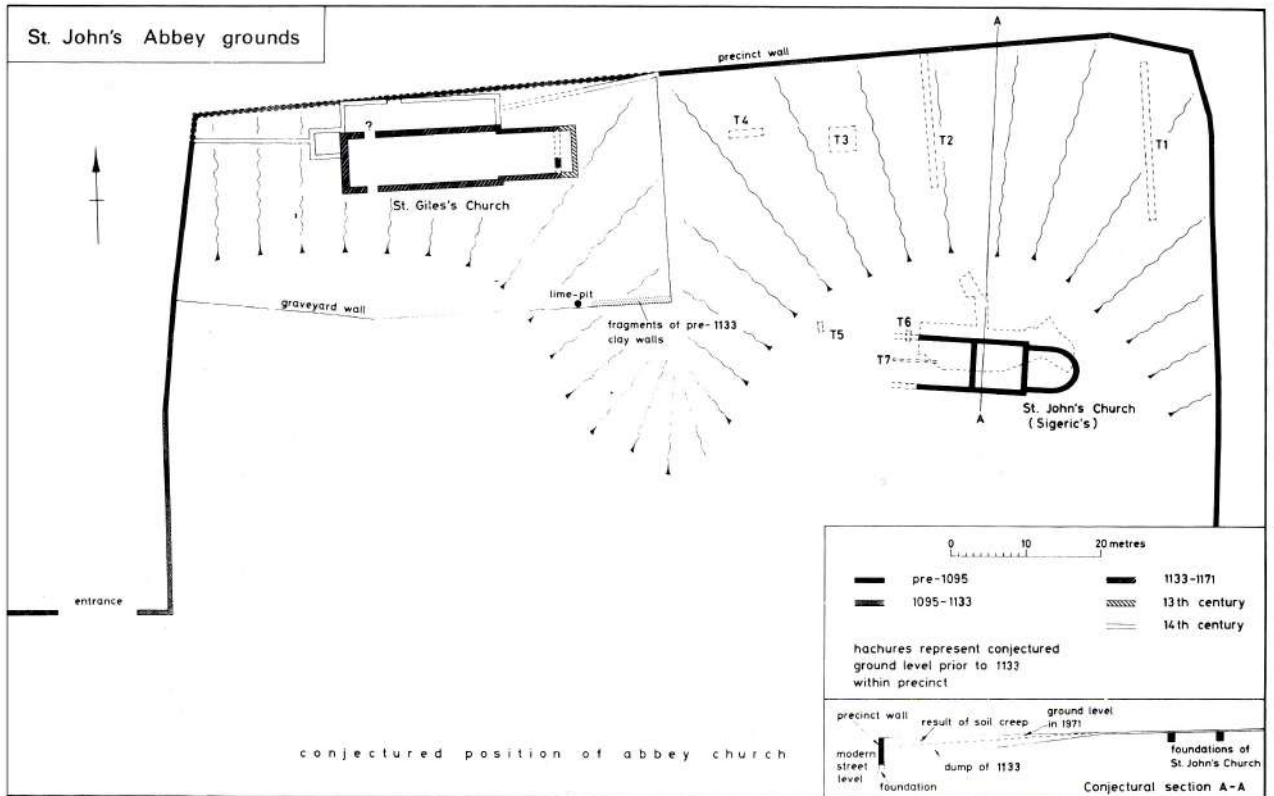 St. John's Abbey grounds
A
precinct wall
T4
T3
T2
T1
?
St. Giles's Church
graveyard wall
lime-pit
fragments of pre-1133
clay walls
T5
T6
T7
St. John's Church
(Sigeric's)
A
entrance
0 10 20 metres
pre-1095
1095-1133
1133-1171
13th century
14th century
hachures represent conjectured
ground level prior to 1133
within precinct
precinct wall
result of soil creep
ground level
in 1971
modern
street
level
dump of 1133
foundation
foundations of
St. John's Church
Conjectural section A-A
conjectured position of abbey church